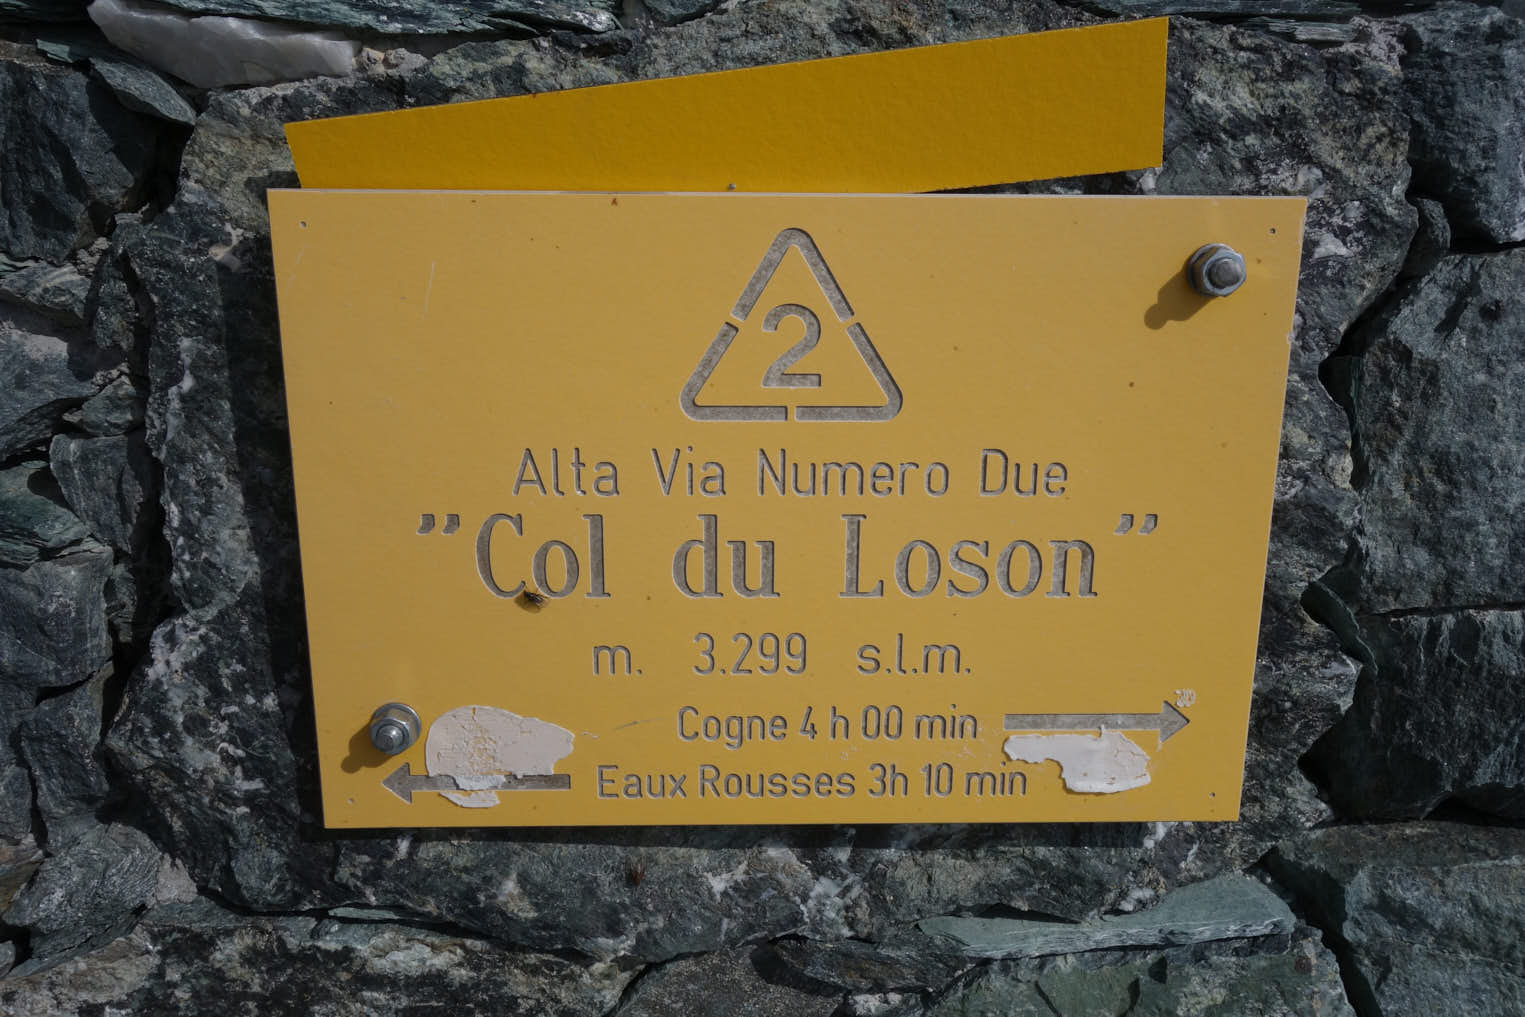 2
Alta Via Numero Due
"Col du Loson"
m. 3.299 s.l.m.
Cogne 4 h 00 min
Eaux Rousses 3h 10 min